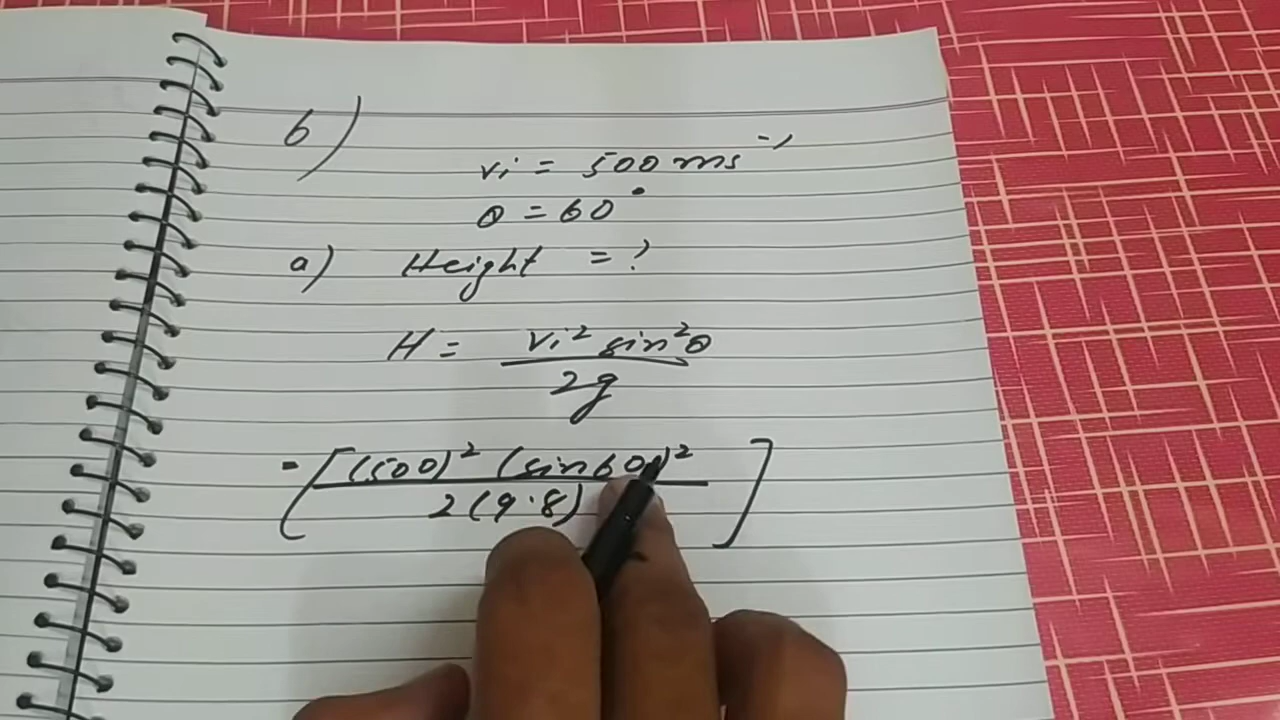 6)
vi = 500 ms⁻¹
θ = 60°
a) Height = ?
H = vi² sin²θ
2g
= [(500)² (sin60)²
2(9.8)]